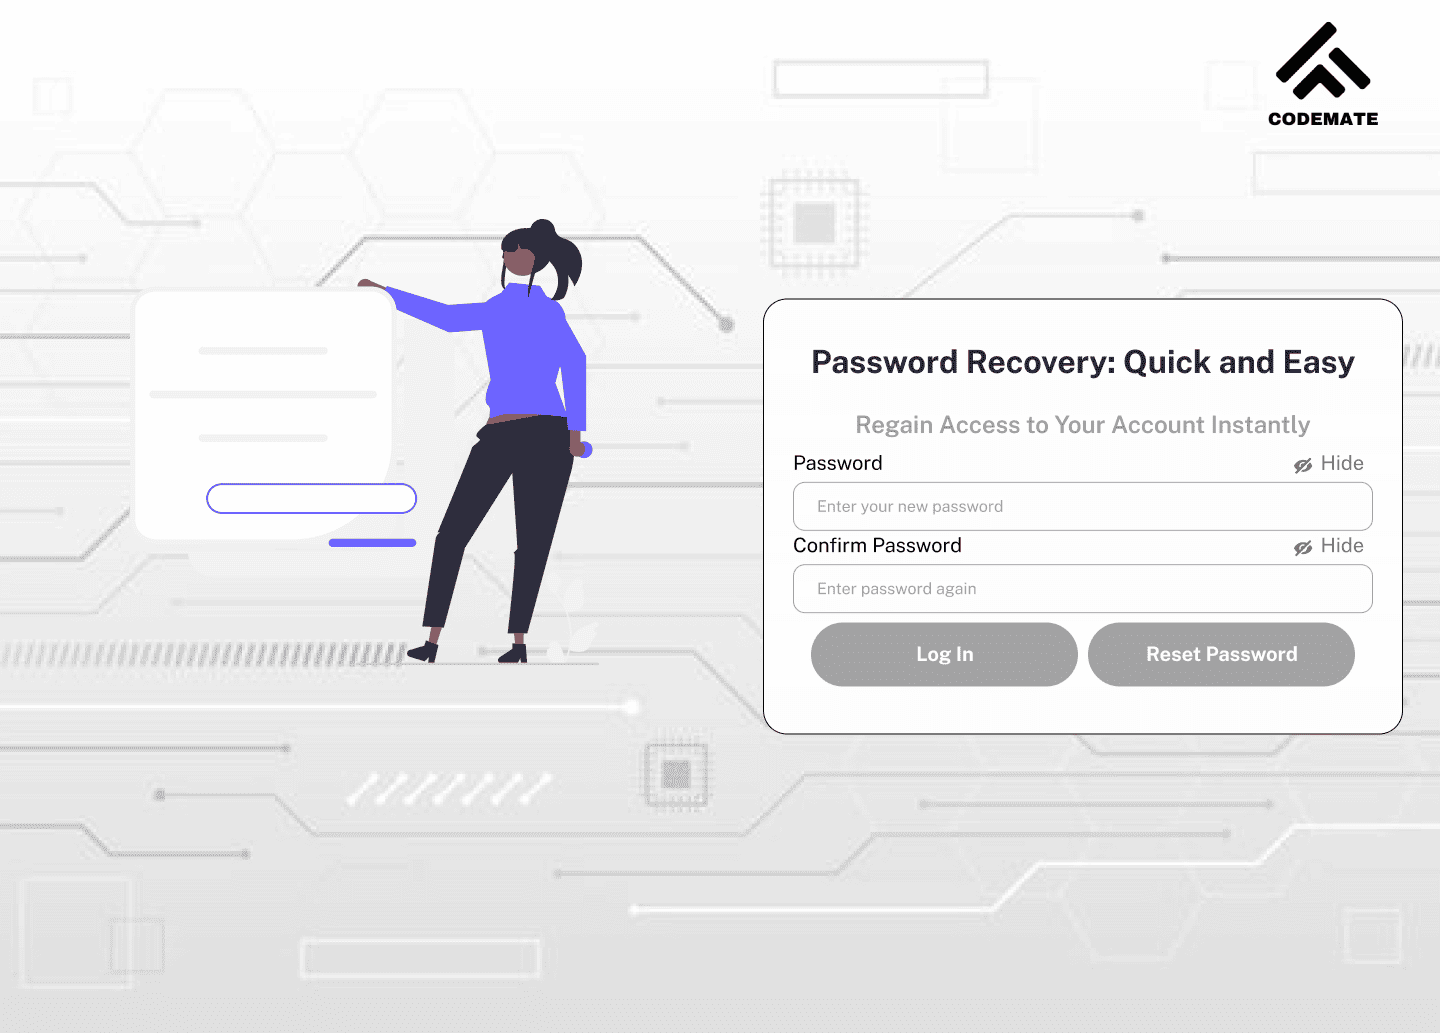 CODEMATE
Password Recovery: Quick and Easy
Regain Access to Your Account Instantly
Password Hide
Enter your new password
Confirm Password Hide
Enter password again
Log In Reset Password